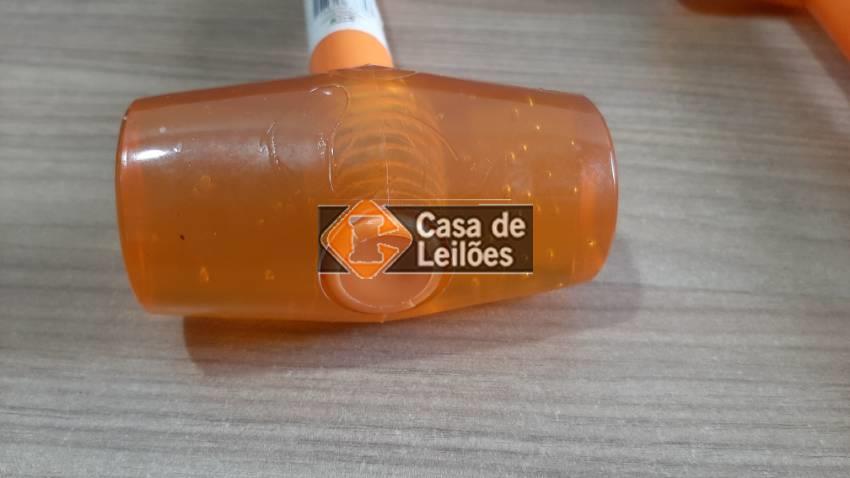 Casa de
Leilões